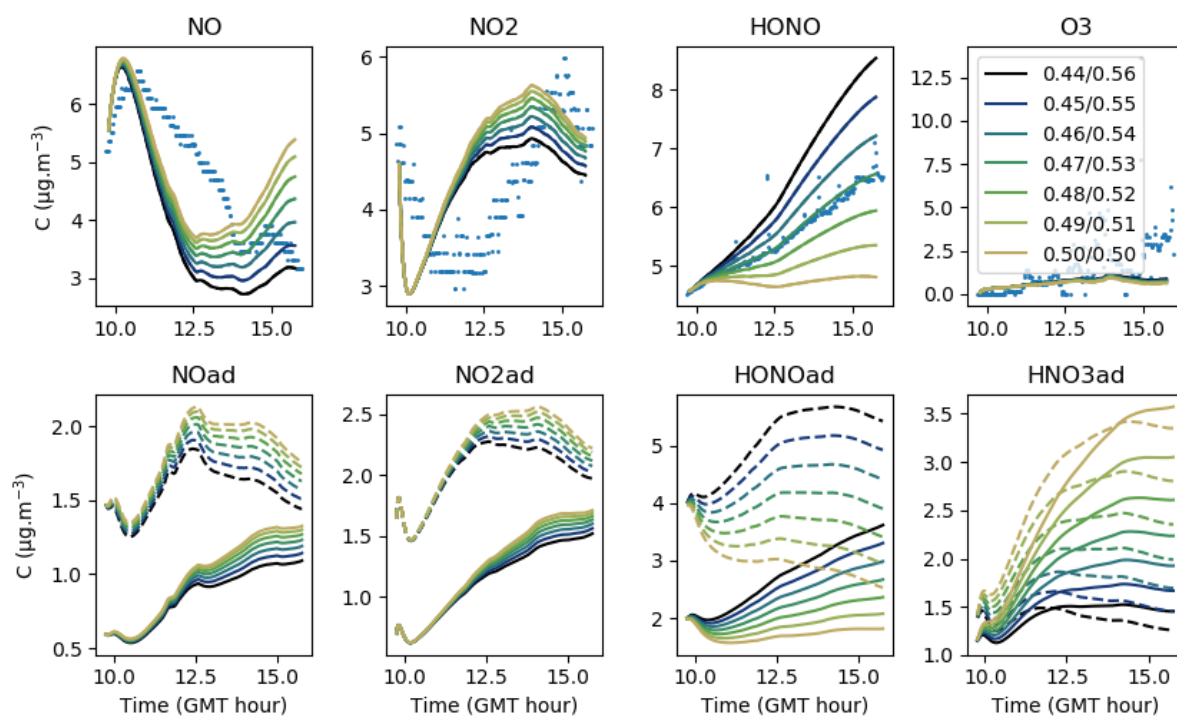 NO
NO2
HONO
O3
C (µg.m⁻³)
6
5
4
3
10.0 12.5 15.0
6
5
4
3
10.0 12.5 15.0
8
7
6
5
10.0 12.5 15.0
12.5
10.0
7.5
5.0
2.5
0.0
10.0 12.5 15.0
0.44/0.56
0.45/0.55
0.46/0.54
0.47/0.53
0.48/0.52
0.49/0.51
0.50/0.50
NOad
NO2ad
HONOad
HNO3ad
C (µg.m⁻³)
2.0
1.5
1.0
0.5
10.0 12.5 15.0
Time (GMT hour)
2.5
2.0
1.5
1.0
10.0 12.5 15.0
Time (GMT hour)
5
4
3
2
10.0 12.5 15.0
Time (GMT hour)
3.5
3.0
2.5
2.0
1.5
1.0
10.0 12.5 15.0
Time (GMT hour)